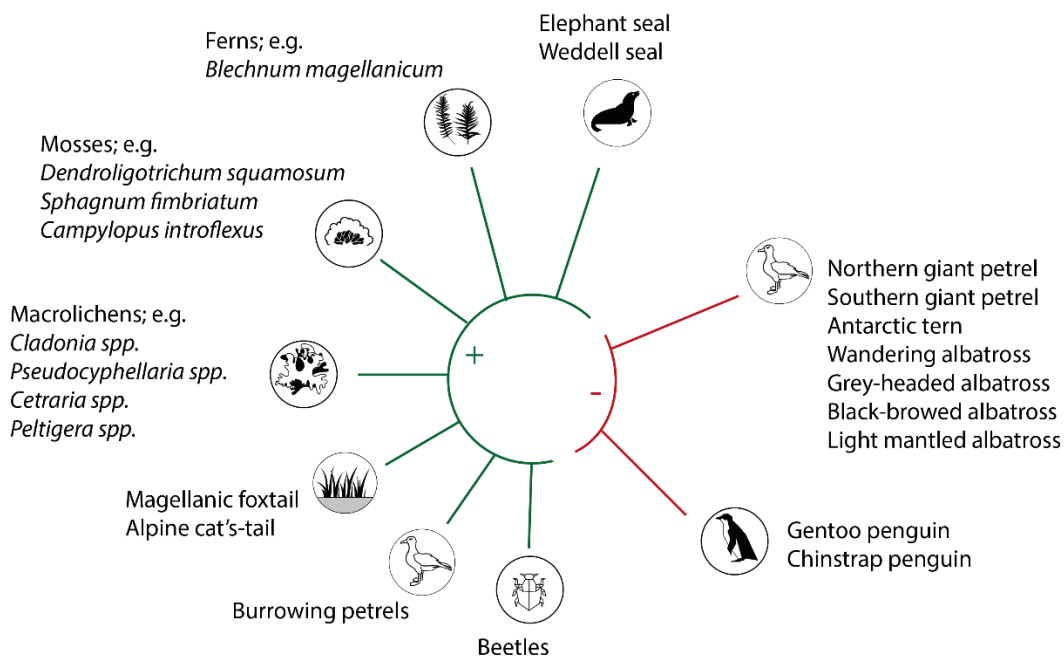 Elephant seal
Weddell seal
Ferns; e.g.
Blechnum magellanicum
Mosses; e.g.
Dendroligotrichum squamosum
Sphagnum fimbriatum
Campylopus introflexus
Macrolichens; e.g.
Cladonia spp.
Pseudocyphellaria spp.
Cetraria spp.
Peltigera spp.
Magellanic foxtail
Alpine cat's-tail
Burrowing petrels
Beetles
+
-
Northern giant petrel
Southern giant petrel
Antarctic tern
Wandering albatross
Grey-headed albatross
Black-browed albatross
Light mantled albatross
Gentoo penguin
Chinstrap penguin